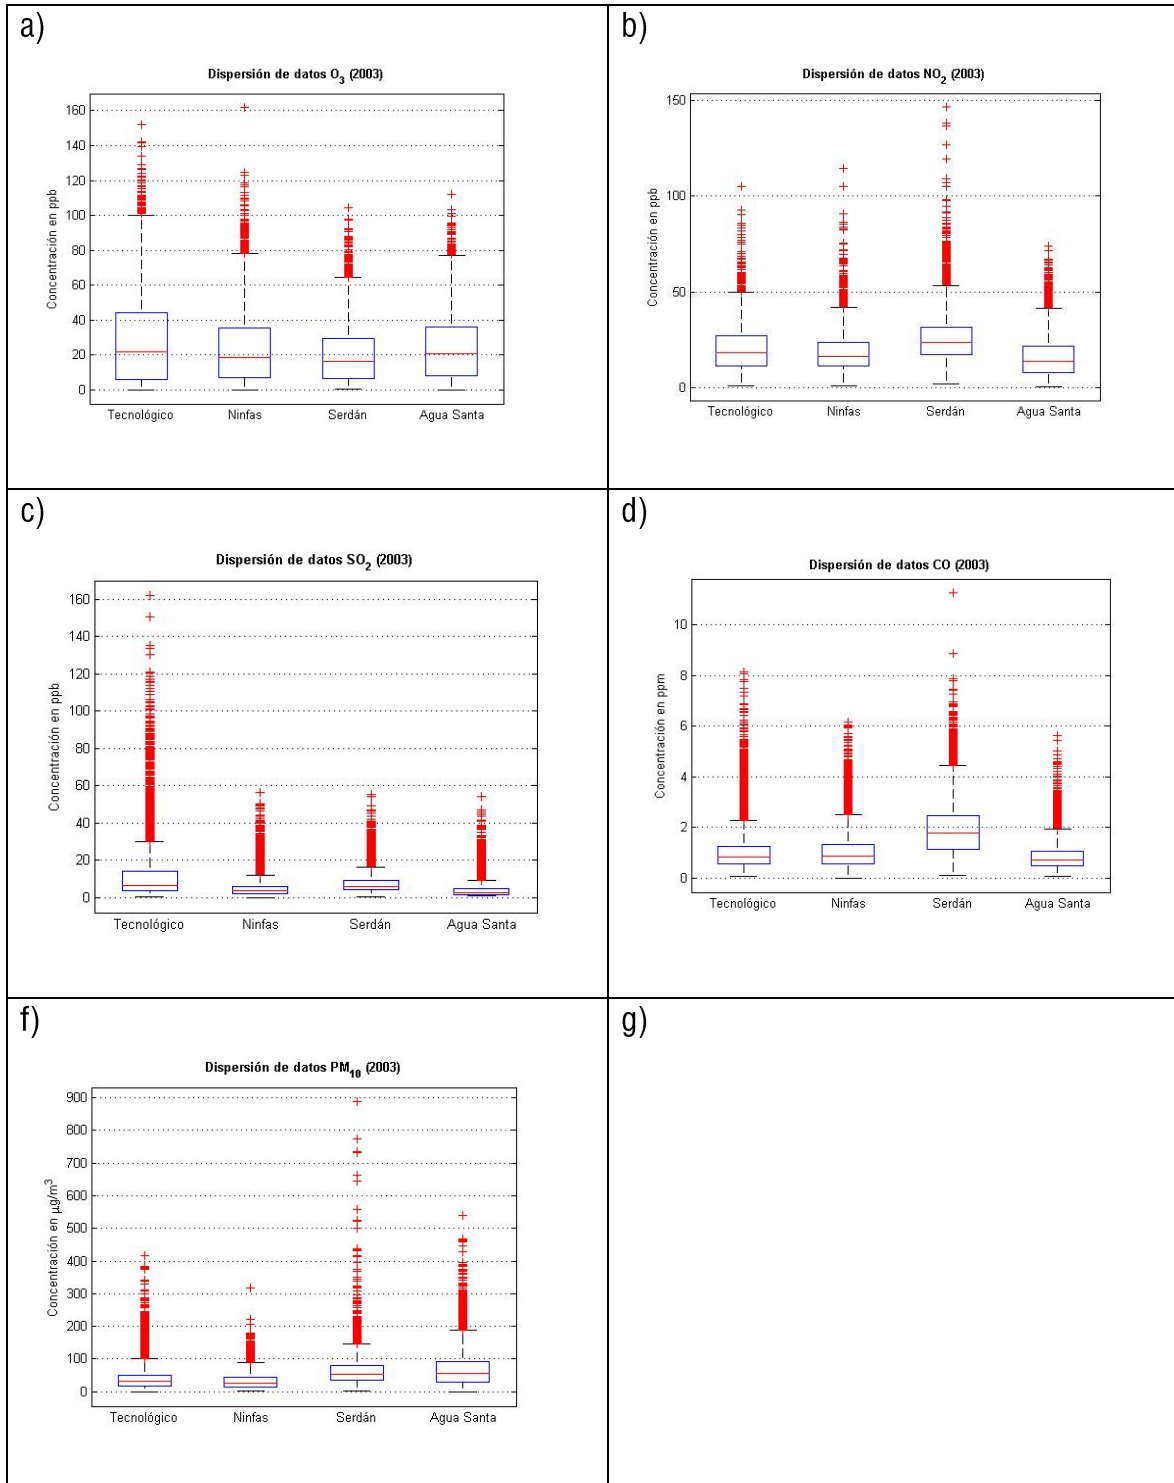 a)
Dispersión de datos O3 (2003)
Concentración en ppb
160
140
120
100
80
60
40
20
0
Tecnológico Ninfas Serdán Agua Santa
b)
Dispersión de datos NO2 (2003)
Concentración en ppb
150
100
50
0
Tecnológico Ninfas Serdán Agua Santa
c)
Dispersión de datos SO2 (2003)
Concentración en ppb
160
140
120
100
80
60
40
20
0
Tecnológico Ninfas Serdán Agua Santa
d)
Dispersión de datos CO (2003)
Concentración en ppm
10
8
6
4
2
0
Tecnológico Ninfas Serdán Agua Santa
f)
Dispersión de datos PM10 (2003)
Concentración en µg/m3
900
800
700
600
500
400
300
200
100
0
Tecnológico Ninfas Serdán Agua Santa
g)